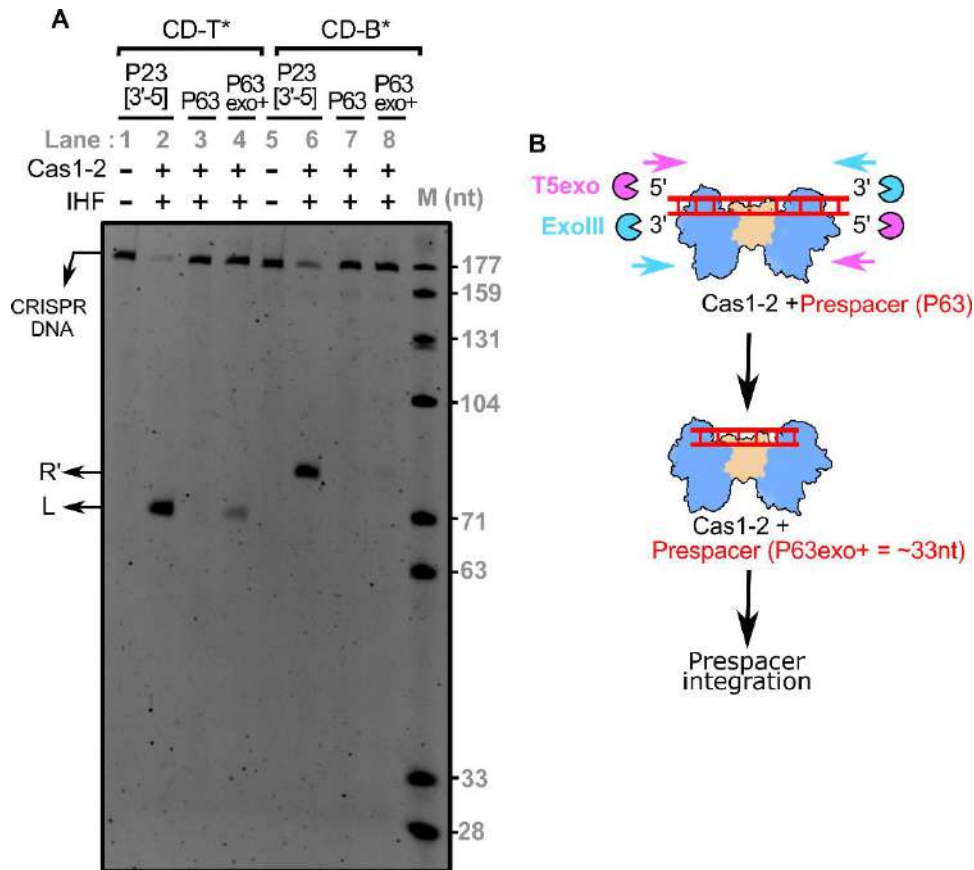 A
CD-T* CD-B*
P23 [3'-5] P63 P63 exo+ P23 [3'-5] P63 P63 exo+
Lane : 1 2 3 4 5 6 7 8
Cas1-2 - + + + - + + +
IHF - + + + - + + + M (nt)
CRISPR
DNA
R'
L
177
159
131
104
71
63
33
28
B
T5exo 5' 3'
ExoIII 3' 5'
Cas1-2 +Prespacer (P63)
Cas1-2 +
Prespacer (P63exo+ = ~33nt)
Prespacer
integration